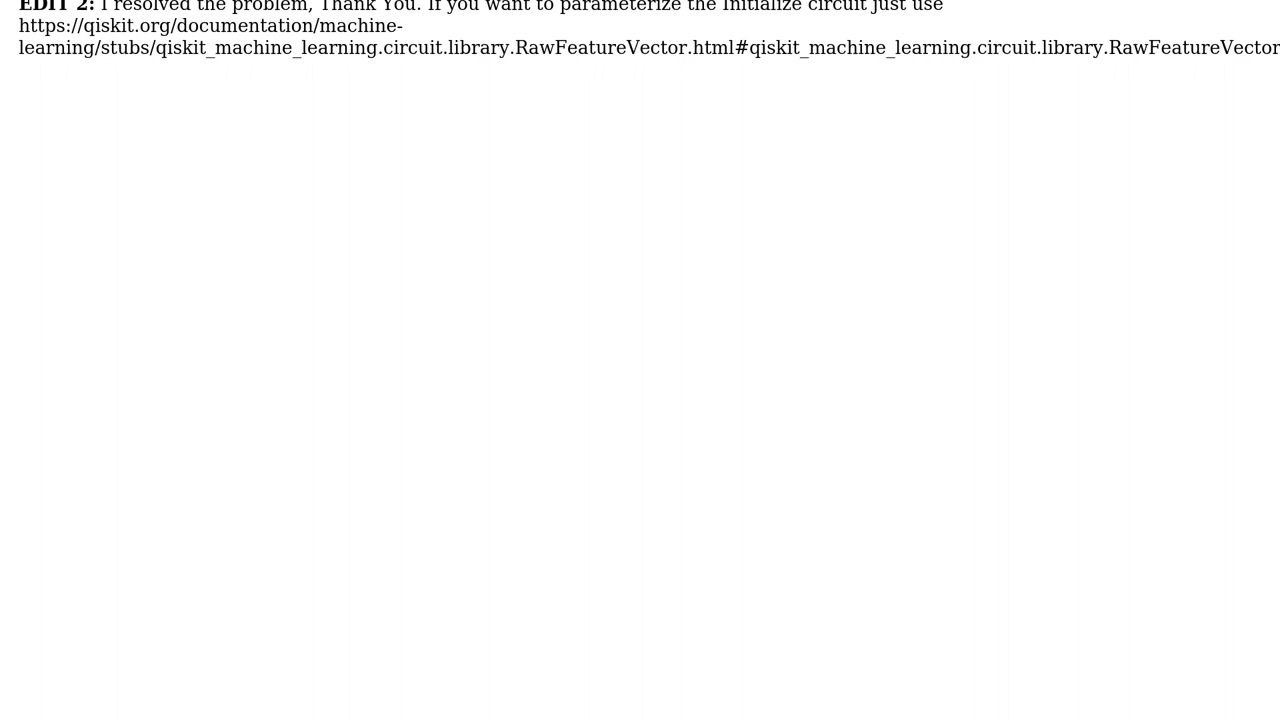 EDIT 2: I resolved the problem, Thank You. If you want to parameterize the Initialize circuit just use
https://qiskit.org/documentation/machine-
learning/stubs/qiskit_machine_learning.circuit.library.RawFeatureVector.html#qiskit_machine_learning.circuit.library.RawFeatureVector